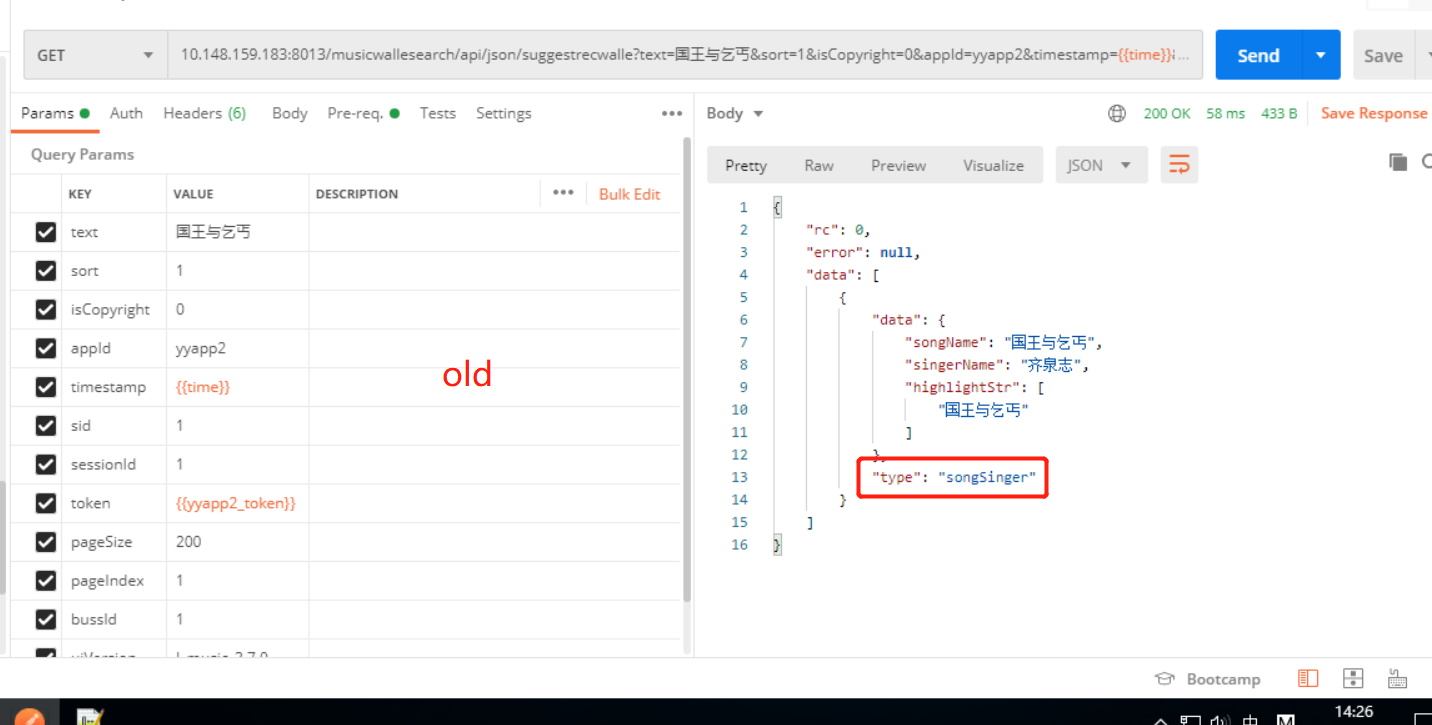 GET 10.148.159.183:8013/musicwallesearch/api/json/suggestrecwalle?text=国王与乞丐&sort=1&isCopyright=0&appId=yyapp2&timestamp={{time}}& ... Send Save
Params Auth Headers (6) Body Pre-req. Tests Settings •••
Query Params
KEY VALUE DESCRIPTION ••• Bulk Edit
text 国王与乞丐
sort 1
isCopyright 0
appId yyapp2
timestamp {{time}}
sid 1
sessionId 1
token {{yyapp2_token}}
pageSize 200
pageIndex 1
bussId 1
old
Body 200 OK 58 ms 433 B Save Response
Pretty Raw Preview Visualize JSON
1 {
2 "rc": 0,
3 "error": null,
4 "data": [
5 {
6 "data": {
7 "songName": "国王与乞丐",
8 "singerName": "齐泉志",
9 "highlightStr": [
10 "国王与乞丐"
11 ]
12 },
13 "type": "songSinger"
14 }
15 ]
16 }
Bootcamp
中 M 14:26